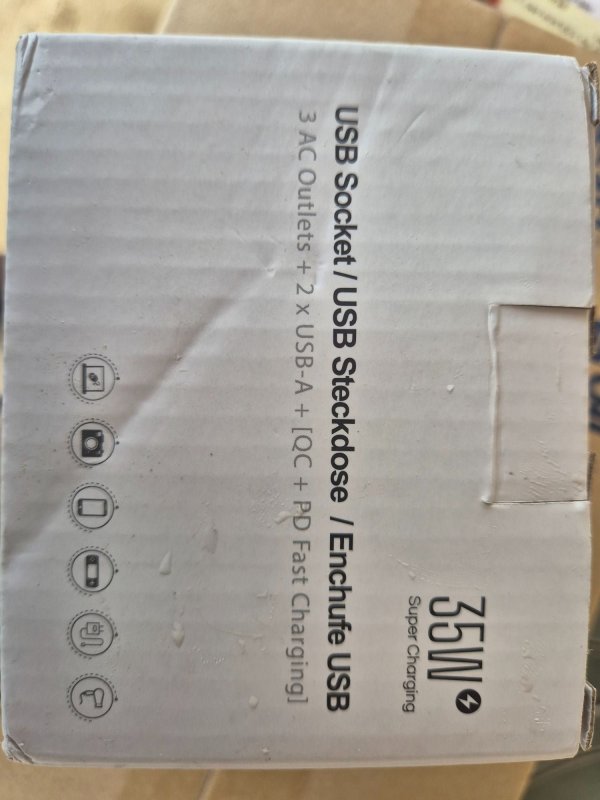 35W
Super Charging
USB Socket / USB Steckdose / Enchufe USB
3 AC Outlets + 2 x USB-A + [QC + PD Fast Charging]